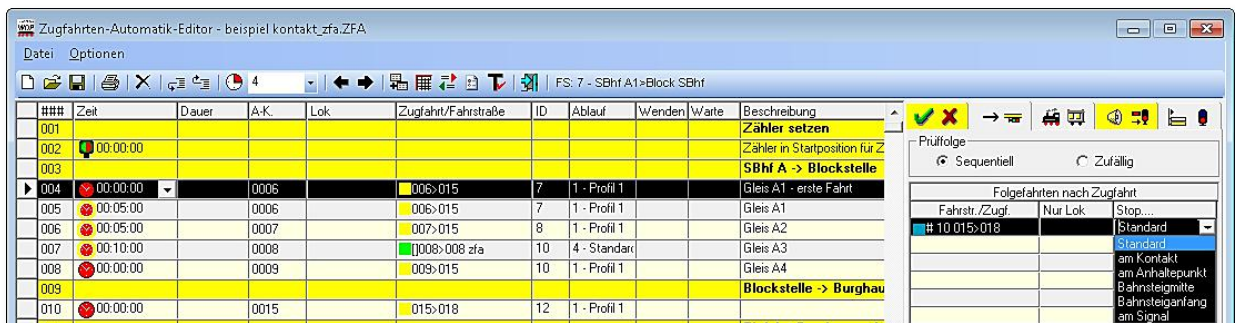 WDP Zugfahrten-Automatik-Editor - beispiel kontakt_zfa.ZFA
Datei Optionen
4 FS: 7 - SBhf A1>Block SBhf
### Zeit Dauer A-K. Lok Zugfahrt/Fahrstraße ID Ablauf Wenden Warte Beschreibung
001 Zähler setzen
002 00:00:00 Zähler in Startposition für Z
003 SBhf A -> Blockstelle
004 00:00:00 0006 006>015 7 1 - Profil 1 Gleis A1 - erste Fahrt
005 00:05:00 0006 006>015 7 1 - Profil 1 Gleis A1
006 00:05:00 0007 007>015 8 1 - Profil 1 Gleis A2
007 00:10:00 0008 []008>008 zfa 10 4 - Standard Gleis A3
008 00:00:00 0009 009>015 10 1 - Profil 1 Gleis A4
009 Blockstelle -> Burghau
010 00:00:00 0015 015>018 12 1 - Profil 1
Prüffolge
Sequentiell Zufällig
Folgefahrten nach Zugfahrt
Fahrstr./Zugf. Nur Lok Stop....
# 10 015>018 Standard
Standard
am Kontakt
am Anhaltepunkt
Bahnsteigmitte
Bahnsteiganfang
am Signal